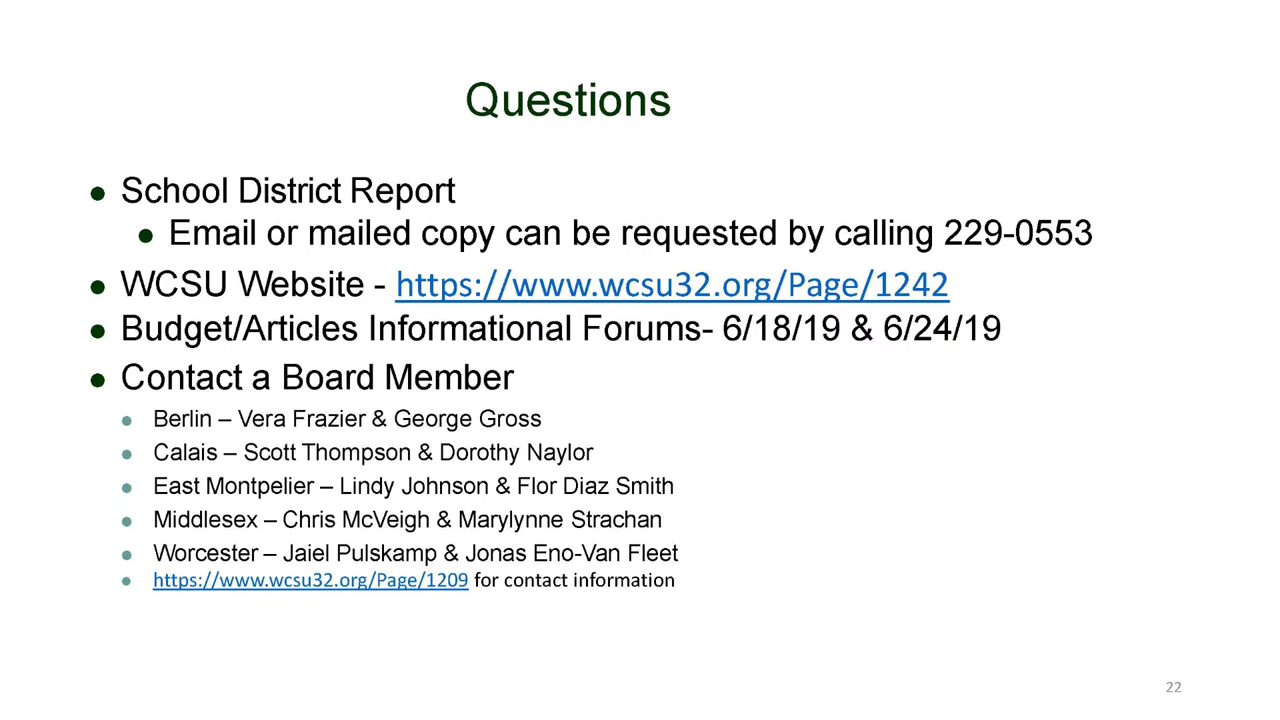 Questions
School District Report
Email or mailed copy can be requested by calling 229-0553
WCSU Website - https://www.wcsu32.org/Page/1242
Budget/Articles Informational Forums- 6/18/19 & 6/24/19
Contact a Board Member
Berlin – Vera Frazier & George Gross
Calais – Scott Thompson & Dorothy Naylor
East Montpelier – Lindy Johnson & Flor Diaz Smith
Middlesex – Chris McVeigh & Marylynne Strachan
Worcester – Jaiel Pulskamp & Jonas Eno-Van Fleet
https://www.wcsu32.org/Page/1209 for contact information
22